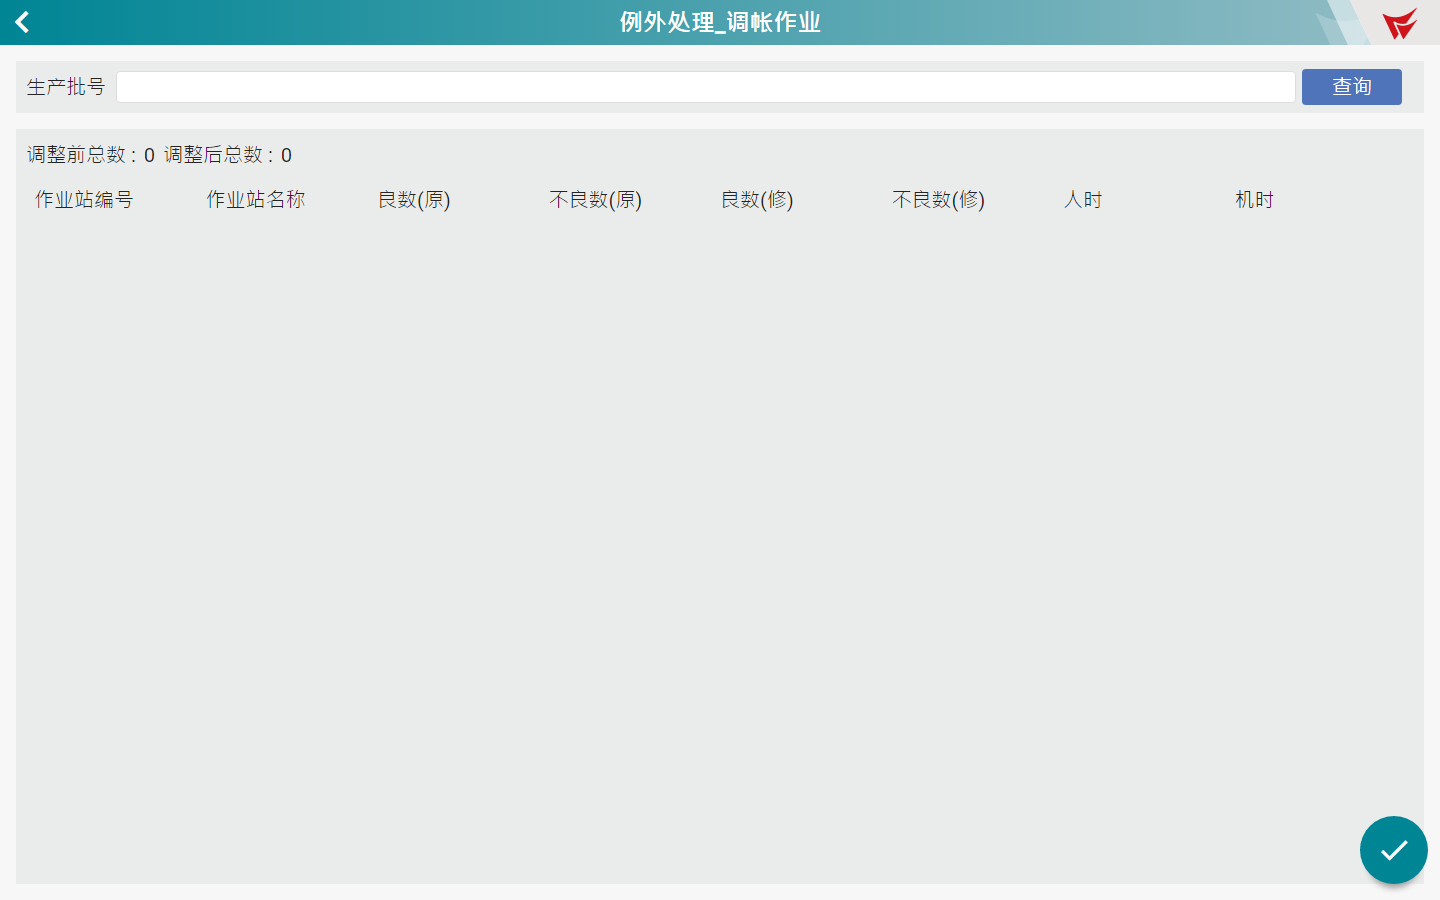 例外处理_调帐作业
生产批号 查询
调整前总数 : 0 调整后总数 : 0
作业站编号 作业站名称 良数(原) 不良数(原) 良数(修) 不良数(修) 人时 机时